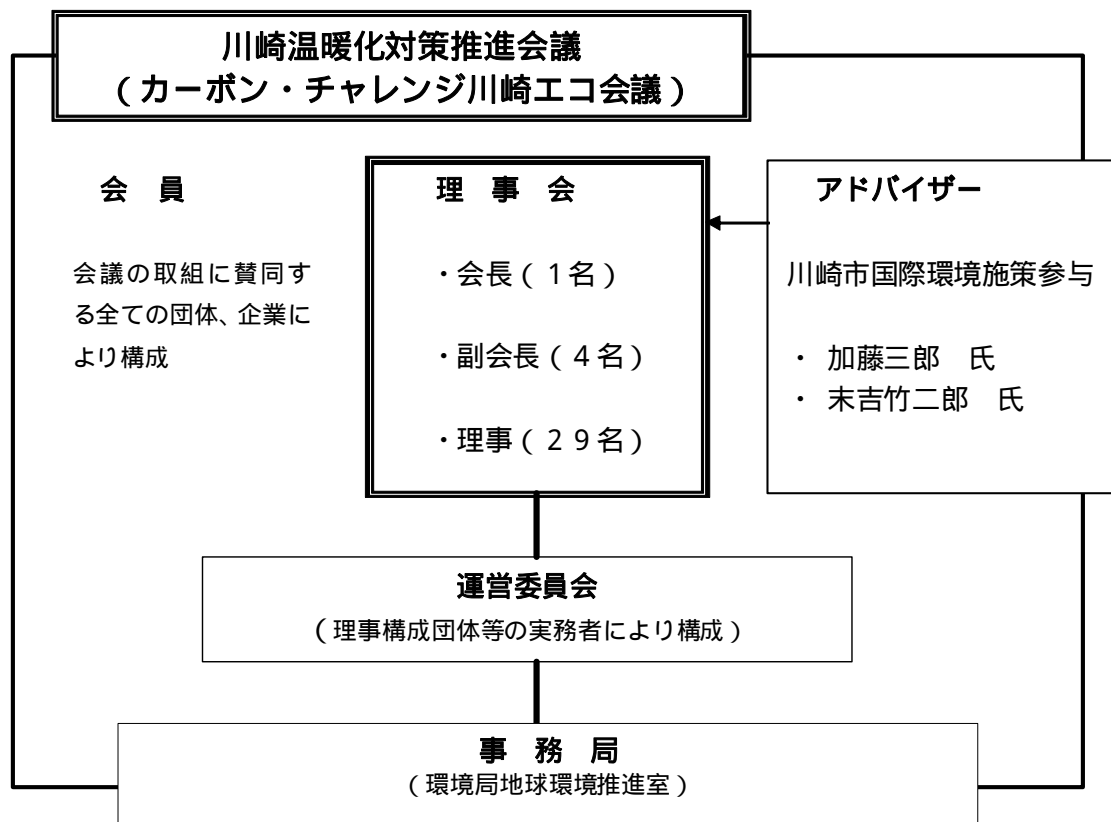 川崎温暖化対策推進会議
（カーボン・チャレンジ川崎エコ会議）
会　員
会議の取組に賛同す
る全ての団体、企業に
より構成
理　事　会
・会長（１名）
・副会長（４名）
・理事（２９名）
アドバイザー
川崎市国際環境施策参与
・　加藤三郎　氏
・　末吉竹二郎　氏
運営委員会
（理事構成団体等の実務者により構成）
事　務　局
（環境局地球環境推進室）